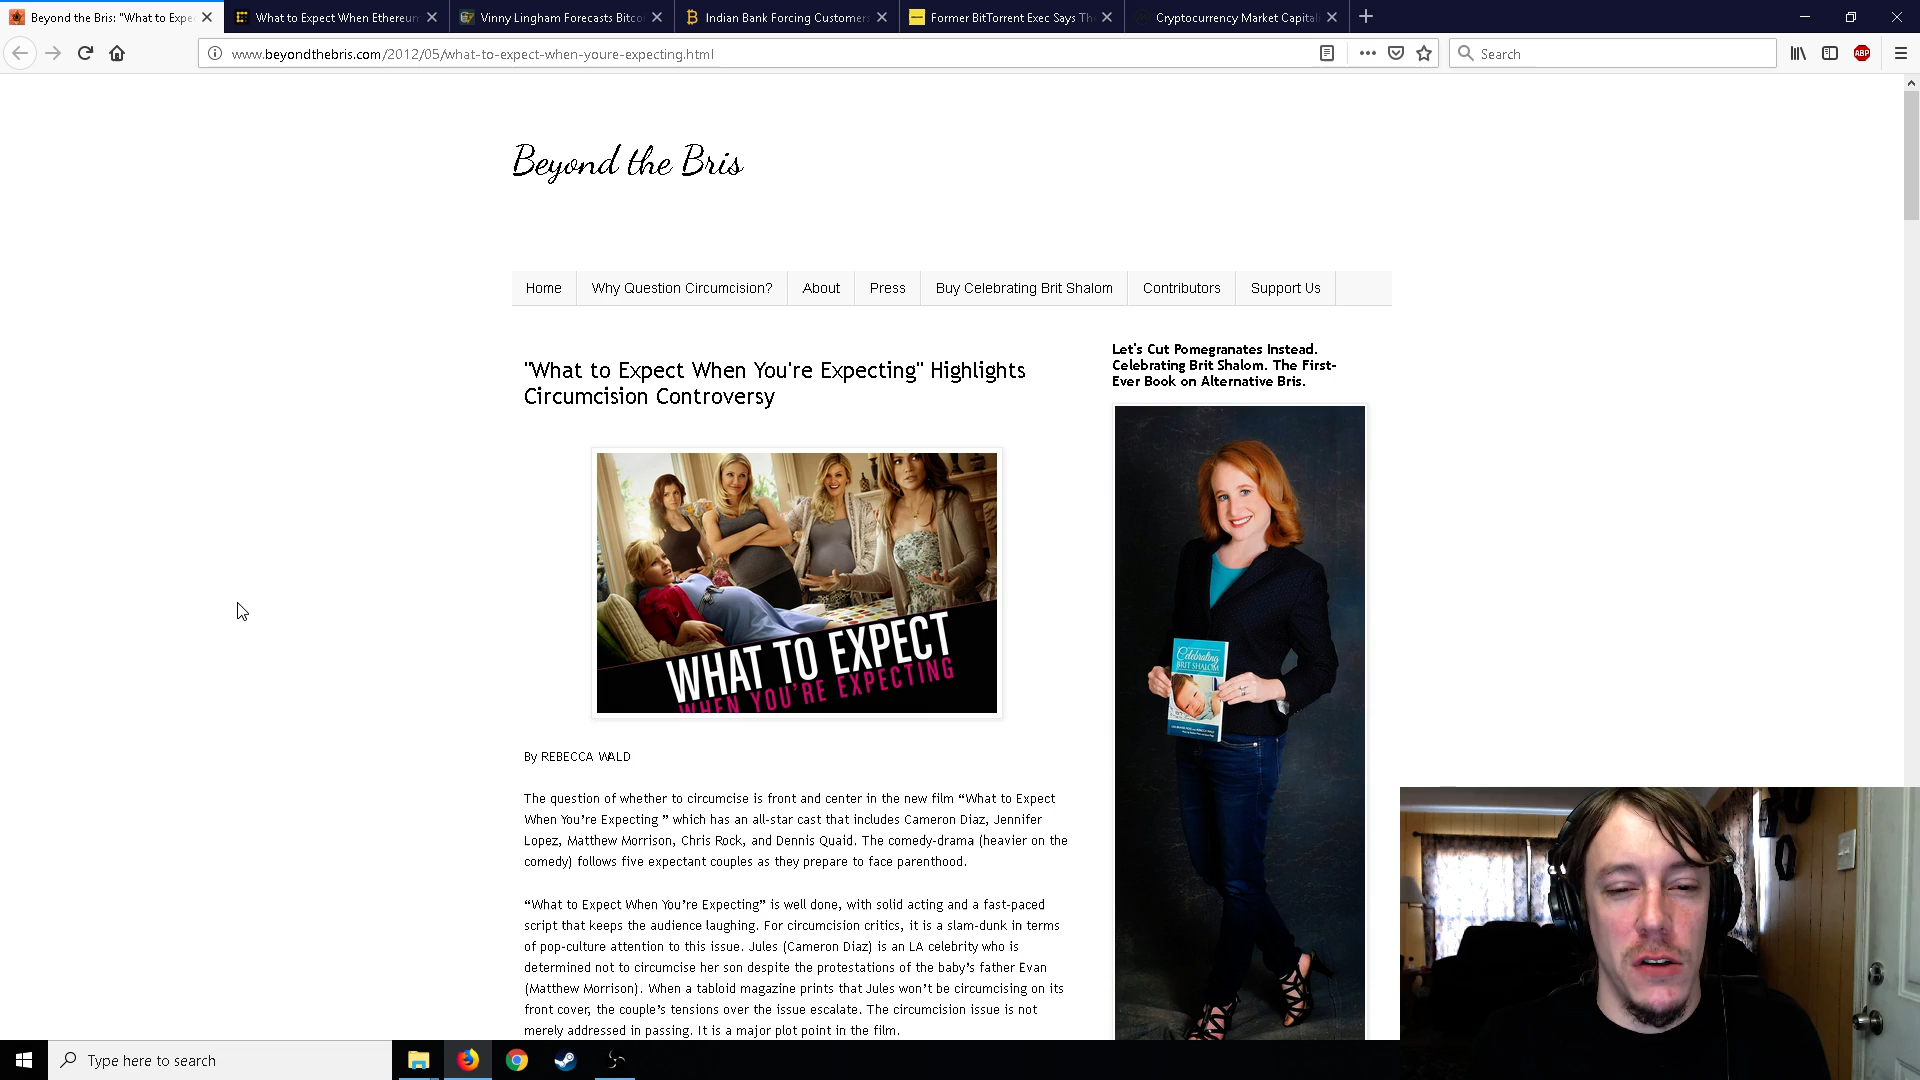 Beyond the Bris: "What to Expe
What to Expect When Ethereum
Vinny Lingham Forecasts Bitco
Indian Bank Forcing Customers
Former BitTorrent Exec Says Th
Cryptocurrency Market Capital
www.beyondthebris.com/2012/05/what-to-expect-when-youre-expecting.html
Search
ABP
Beyond the Bris
Home
Why Question Circumcision?
About
Press
Buy Celebrating Brit Shalom
Contributors
Support Us
"What to Expect When You're Expecting" Highlights
Circumcision Controversy
WHAT TO EXPECT
WHEN YOU'RE EXPECTING
By REBECCA WALD
The question of whether to circumcise is front and center in the new film “What to Expect
When You’re Expecting ” which has an all-star cast that includes Cameron Diaz, Jennifer
Lopez, Matthew Morrison, Chris Rock, and Dennis Quaid. The comedy-drama (heavier on the
comedy) follows five expectant couples as they prepare to face parenthood.
“What to Expect When You’re Expecting” is well done, with solid acting and a fast-paced
script that keeps the audience laughing. For circumcision critics, it is a slam-dunk in terms
of pop-culture attention to this issue. Jules (Cameron Diaz) is an LA celebrity who is
determined not to circumcise her son despite the protestations of the baby’s father Evan
(Matthew Morrison). When a tabloid magazine prints that Jules won’t be circumcising on its
front cover, the couple’s tensions over the issue escalate. The circumcision issue is not
merely addressed in passing. It is a major plot point in the film.
Let's Cut Pomegranates Instead.
Celebrating Brit Shalom. The First-
Ever Book on Alternative Bris.
Celebrating
BRIT SHALOM
Type here to search